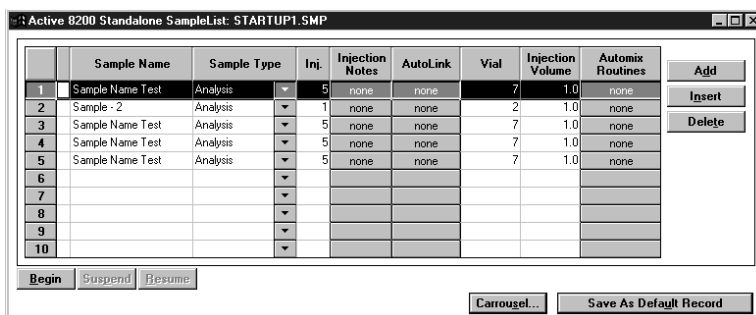 Active 8200 Standalone SampleList: STARTUP1.SMP
Sample Name Sample Type Inj. Injection Notes AutoLink Vial Injection Volume Automix Routines
1 Sample Name Test Analysis 5 none none 7 1.0 none
2 Sample - 2 Analysis 1 none none 2 1.0 none
3 Sample Name Test Analysis 5 none none 7 1.0 none
4 Sample Name Test Analysis 5 none none 7 1.0 none
5 Sample Name Test Analysis 5 none none 7 1.0 none
6
7
8
9
10
Add
Insert
Delete
Begin Suspend Resume
Carrousel... Save As Default Record